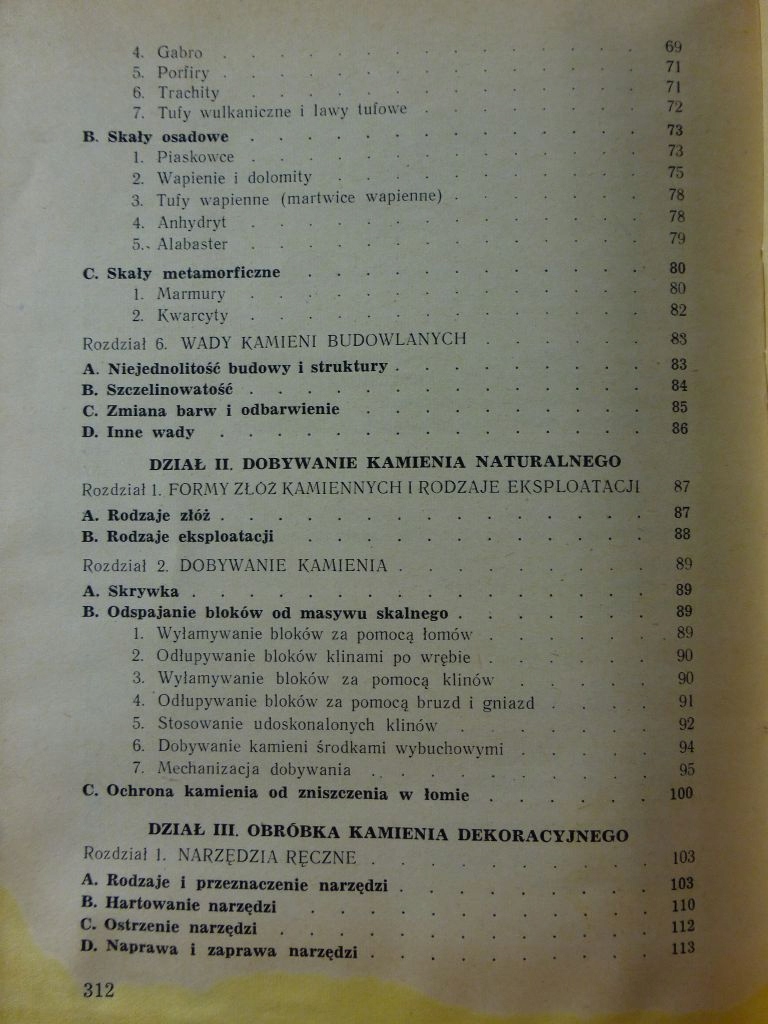 4. Gabro . . . . . . . . . . . . . . 69
5. Porfiry . . . . . . . . . . . . . . 71
6. Trachity . . . . . . . . . . . . . 71
7. Tufy wulkaniczne i lawy tufowe . . . . . . . 72
B. Skały osadowe . . . . . . . . . . . . . 73
1. Piaskowce . . . . . . . . . . . . . 73
2. Wapienie i dolomity . . . . . . . . . . 75
3. Tufy wapienne (martwice wapienne) . . . . . . 78
4. Anhydryt . . . . . . . . . . . . . 78
5. Alabaster . . . . . . . . . . . . . 79
C. Skały metamorficzne . . . . . . . . . . . 80
1. Marmury . . . . . . . . . . . . . 80
2. Kwarcyty . . . . . . . . . . . . . 82
Rozdział 6. WADY KAMIENI BUDOWLANYCH . . . . . . 83
A. Niejednolitość budowy i struktury . . . . . . . . 83
B. Szczelinowatość . . . . . . . . . . . . . 84
C. Zmiana barw i odbarwienie . . . . . . . . . 85
D. Inne wady . . . . . . . . . . . . . . 86
DZIAŁ II. DOBYWANIE KAMIENIA NATURALNEGO
Rozdział 1. FORMY ZŁÓŻ KAMIENNYCH I RODZAJE EKSPLOATACJI 87
A. Rodzaje złóż . . . . . . . . . . . . . . 87
B. Rodzaje eksploatacji . . . . . . . . . . . 88
Rozdział 2. DOBYWANIE KAMIENIA . . . . . . . . 89
A. Skrywka . . . . . . . . . . . . . . . 89
B. Odspajanie bloków od masywu skalnego . . . . . . 89
1. Wyłamywanie bloków za pomocą łomów . . . . . . 89
2. Odłupywanie bloków klinami po wrębie . . . . . 90
3. Wyłamywanie bloków za pomocą klinów . . . . . 90
4. Odłupywanie bloków za pomocą bruzd i gniazd . . . . 91
5. Stosowanie udoskonalonych klinów . . . . . . 92
6. Dobywanie kamieni środkami wybuchowymi . . . . . 94
7. Mechanizacja dobywania . . . . . . . . . . 95
C. Ochrona kamienia od zniszczenia w łomie . . . . . . 100
DZIAŁ III. OBRÓBKA KAMIENIA DEKORACYJNEGO
Rozdział 1. NARZĘDZIA RĘCZNE . . . . . . . . . 103
A. Rodzaje i przeznaczenie narzędzi . . . . . . . . 103
B. Hartowanie narzędzi . . . . . . . . . . . 110
C. Ostrzenie narzędzi . . . . . . . . . . . . 112
D. Naprawa i zaprawa narzędzi . . . . . . . . . 113
312